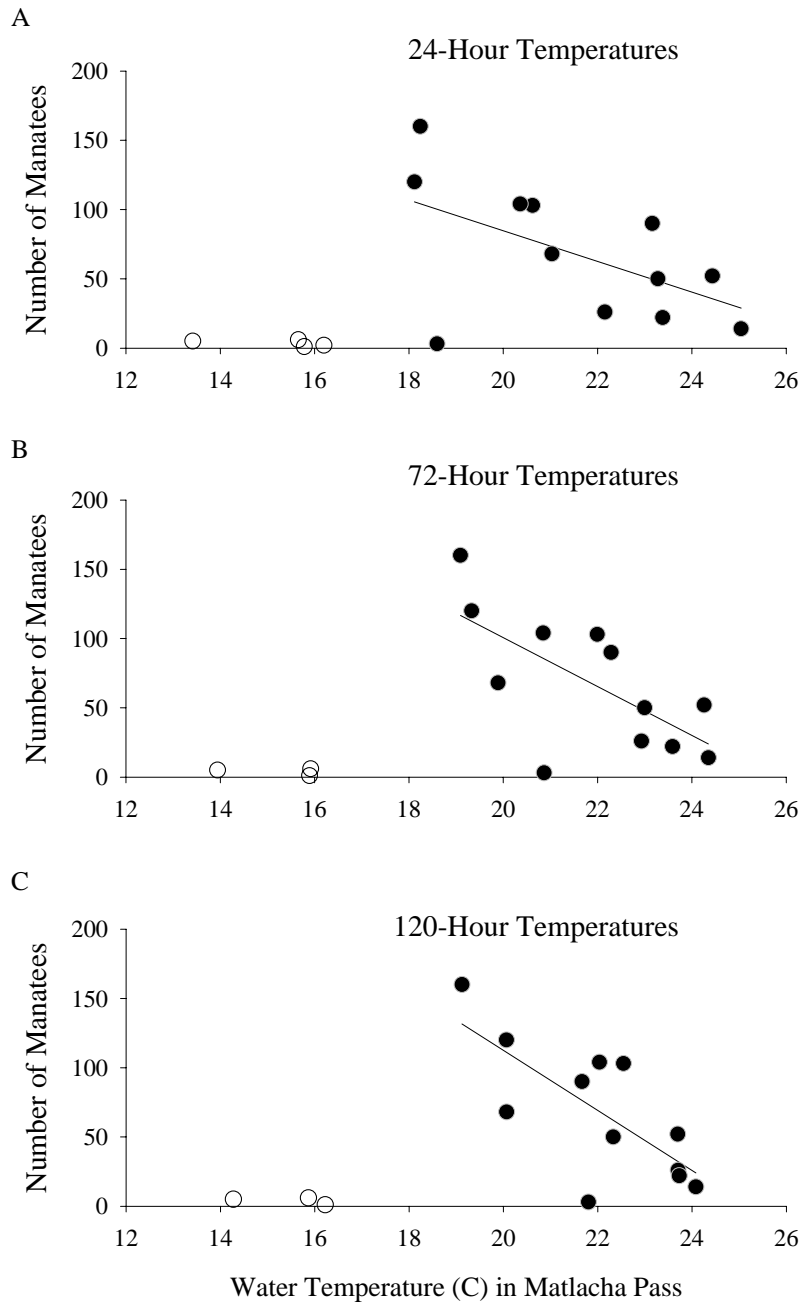 A
24-Hour Temperatures
Number of Manatees
200
150
100
50
0
12 14 16 18 20 22 24 26
B
72-Hour Temperatures
Number of Manatees
200
150
100
50
0
12 14 16 18 20 22 24 26
C
120-Hour Temperatures
Number of Manatees
200
150
100
50
0
12 14 16 18 20 22 24 26
Water Temperature (C) in Matlacha Pass